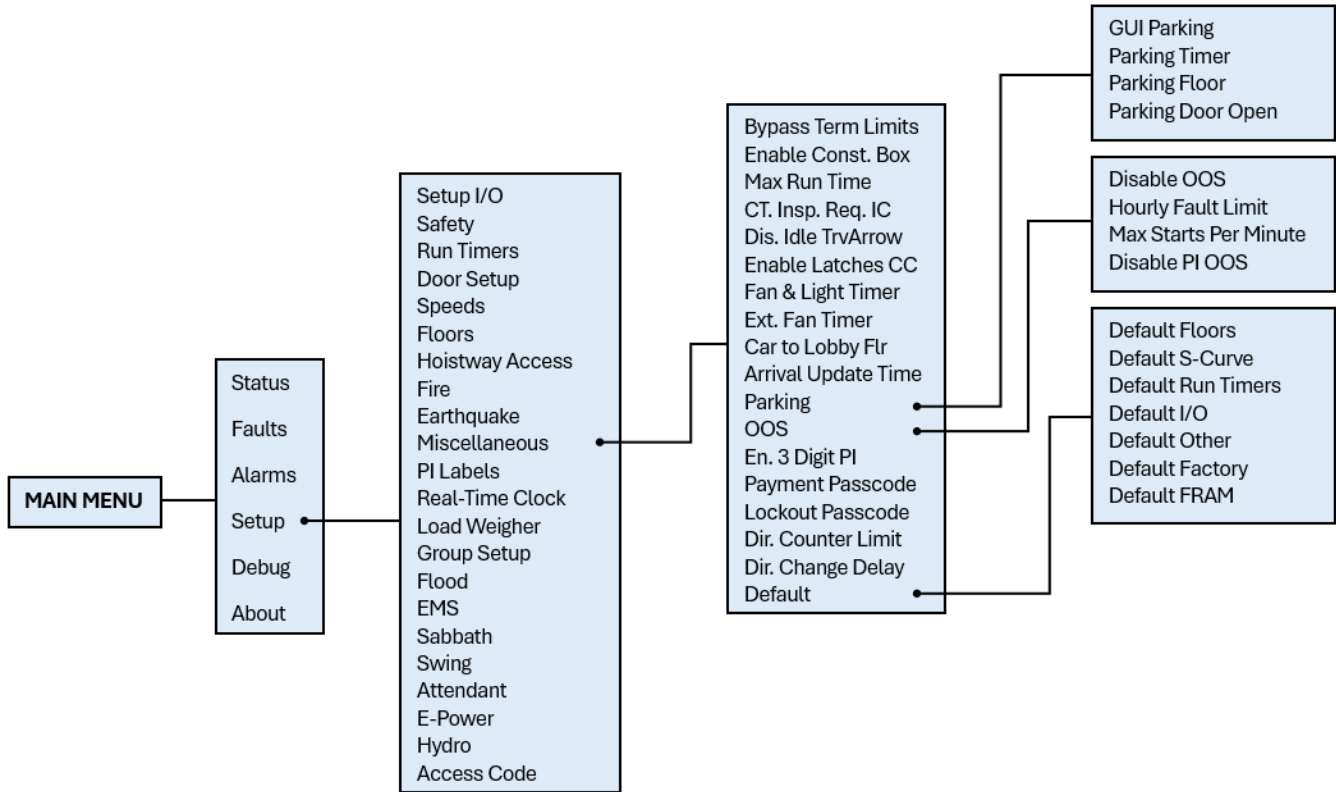 MAIN MENU
Status
Faults
Alarms
Setup
Debug
About
Setup I/O
Safety
Run Timers
Door Setup
Speeds
Floors
Hoistway Access
Fire
Earthquake
Miscellaneous
PI Labels
Real-Time Clock
Load Weigher
Group Setup
Flood
EMS
Sabbath
Swing
Attendant
E-Power
Hydro
Access Code
Bypass Term Limits
Enable Const. Box
Max Run Time
CT. Insp. Req. IC
Dis. Idle TrvArrow
Enable Latches CC
Fan & Light Timer
Ext. Fan Timer
Car to Lobby Flr
Arrival Update Time
Parking
OOS
En. 3 Digit PI
Payment Passcode
Lockout Passcode
Dir. Counter Limit
Dir. Change Delay
Default
GUI Parking
Parking Timer
Parking Floor
Parking Door Open
Disable OOS
Hourly Fault Limit
Max Starts Per Minute
Disable PI OOS
Default Floors
Default S-Curve
Default Run Timers
Default I/O
Default Other
Default Factory
Default FRAM